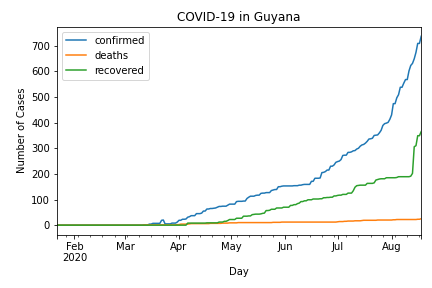 COVID-19 in Guyana
confirmed
deaths
recovered
Number of Cases
700
600
500
400
300
200
100
0
Feb Mar Apr May Jun Jul Aug
2020
Day